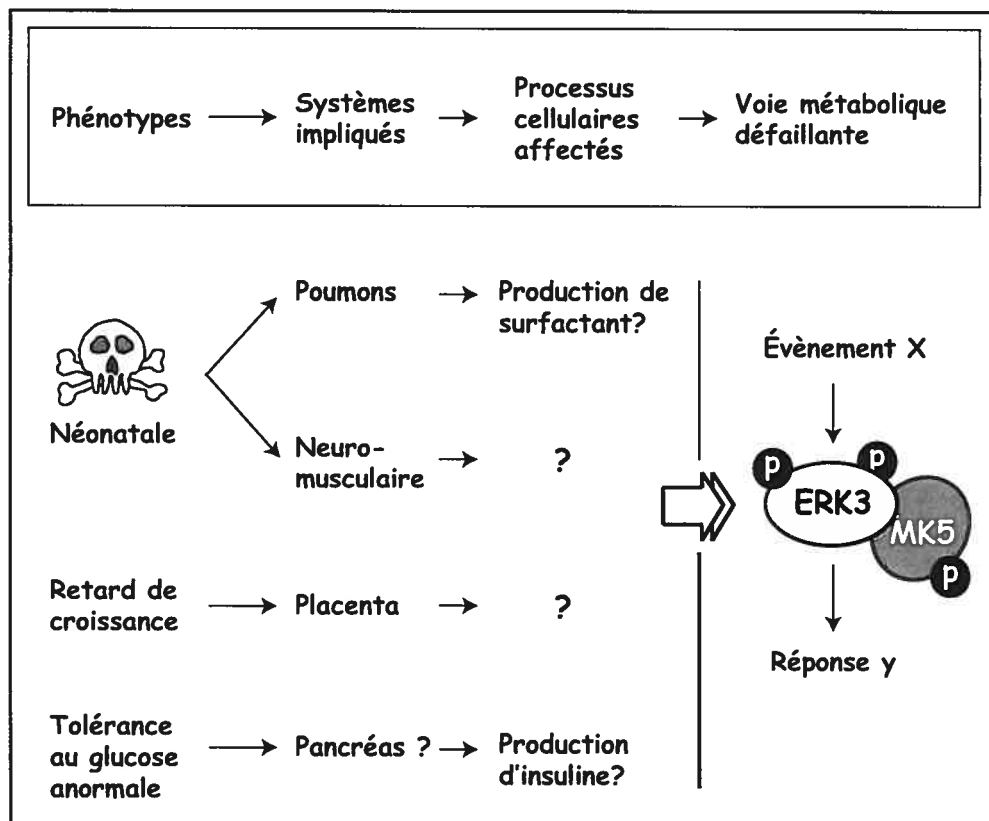 Phénotypes
Systèmes
impliqués
Processus
cellulaires
affectés
Voie métabolique
défaillante
Néonatale
Poumons
Production de
surfactant?
Neuro-
musculaire
?
Retard de
croissance
Placenta
?
Tolérance
au glucose
anormale
Pancréas ?
Production
d'insuline?
Évènement X
P
P
ERK3
MK5
P
Réponse y